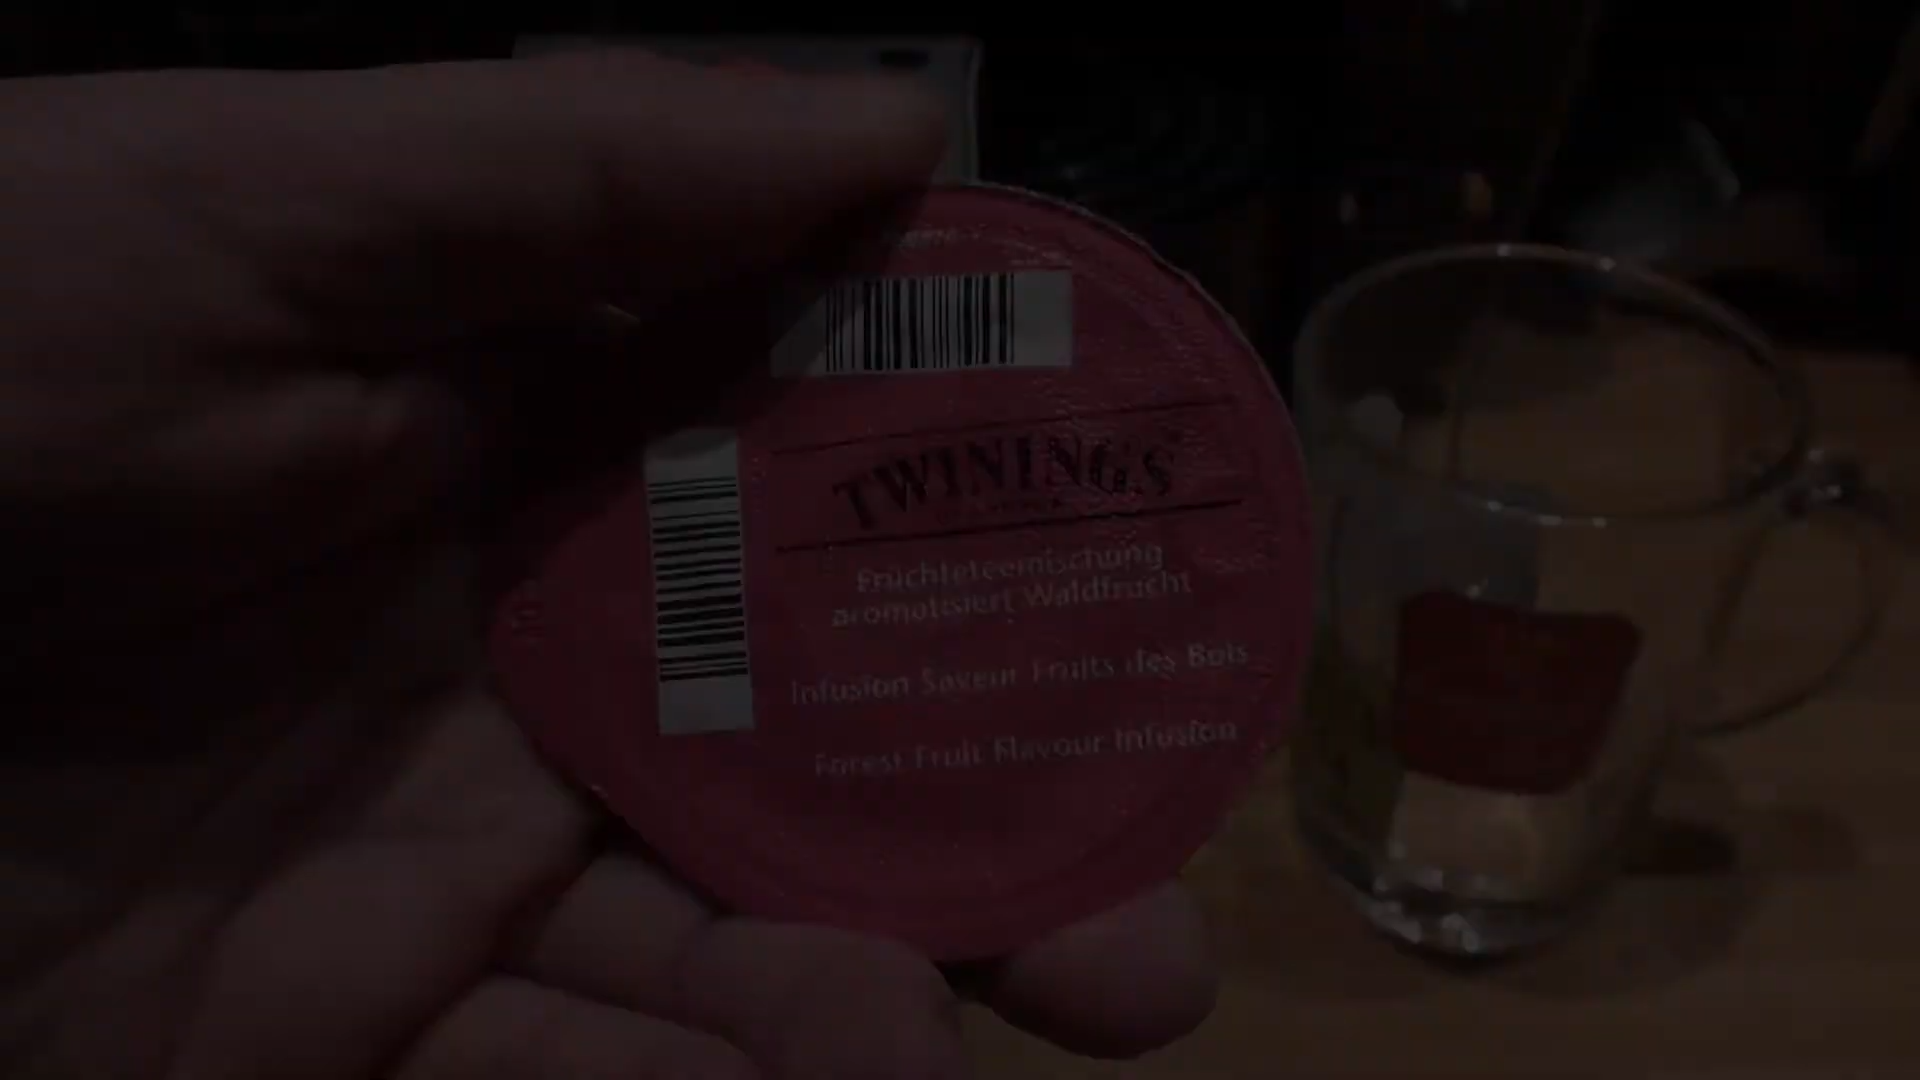 TWININGS
Früchteteemischung
aromatisiert Waldfrucht
Infusion Saveur Fruits des Bois
Forest Fruit Flavour Infusion